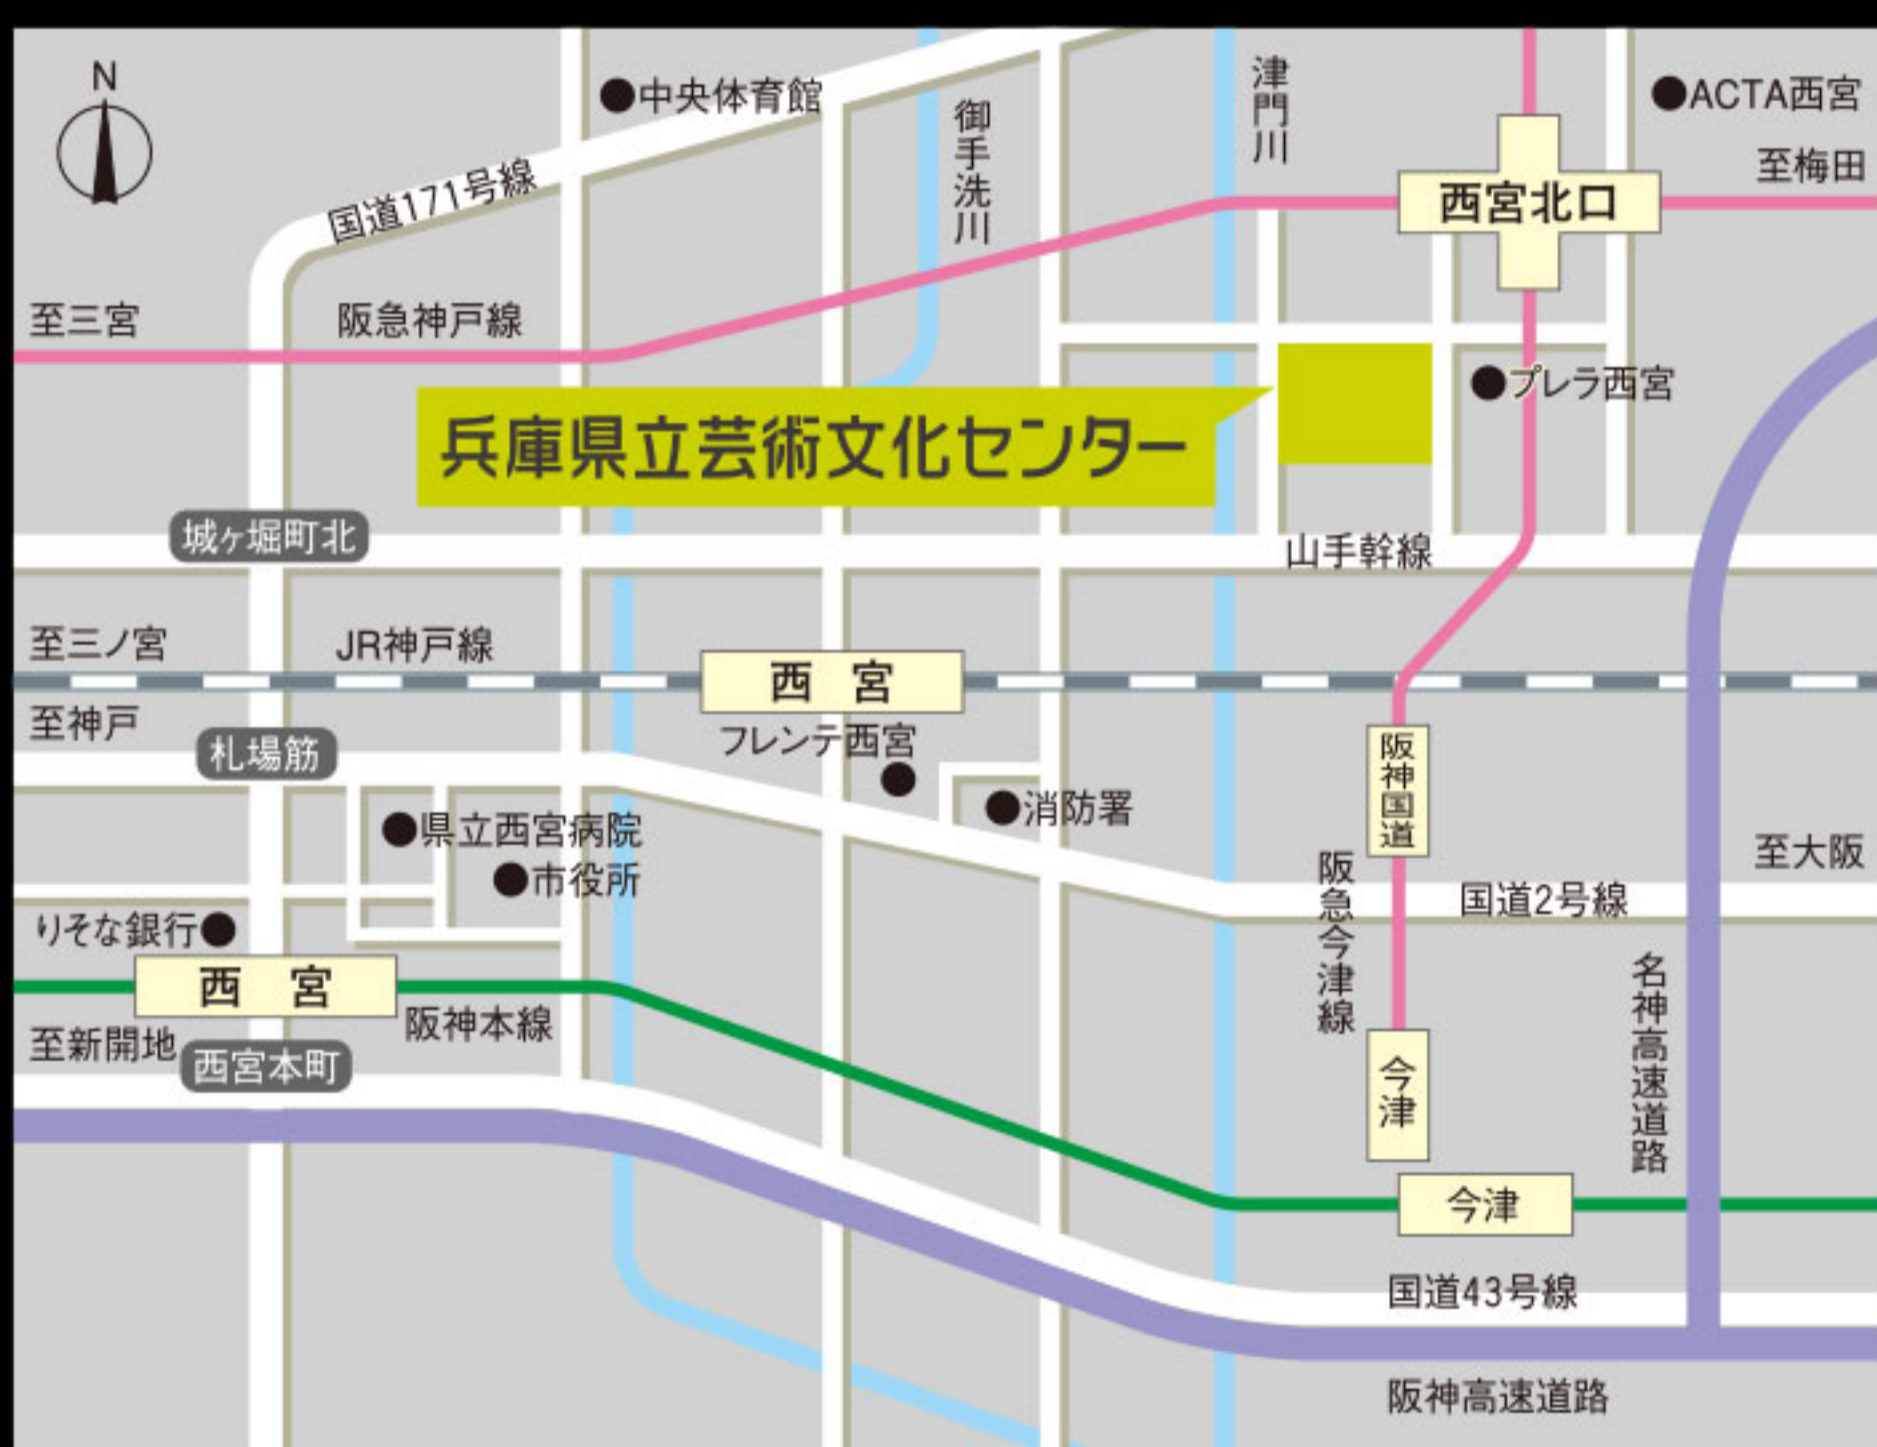 N
中央体育館
御手洗川
津門川
ACTA西宮
至梅田
西宮北口
国道171号線
至三宮
阪急神戸線
プレラ西宮
兵庫県立芸術文化センター
城ヶ堀町北
山手幹線
至三ノ宮
JR神戸線
西 宮
至神戸
札場筋
フレンテ西宮
阪神国道
消防署
県立西宮病院
至大阪
市役所
阪急今津線
国道2号線
りそな銀行
西 宮
名神高速道路
阪神本線
至新開地
西宮本町
今津
今津
国道43号線
阪神高速道路